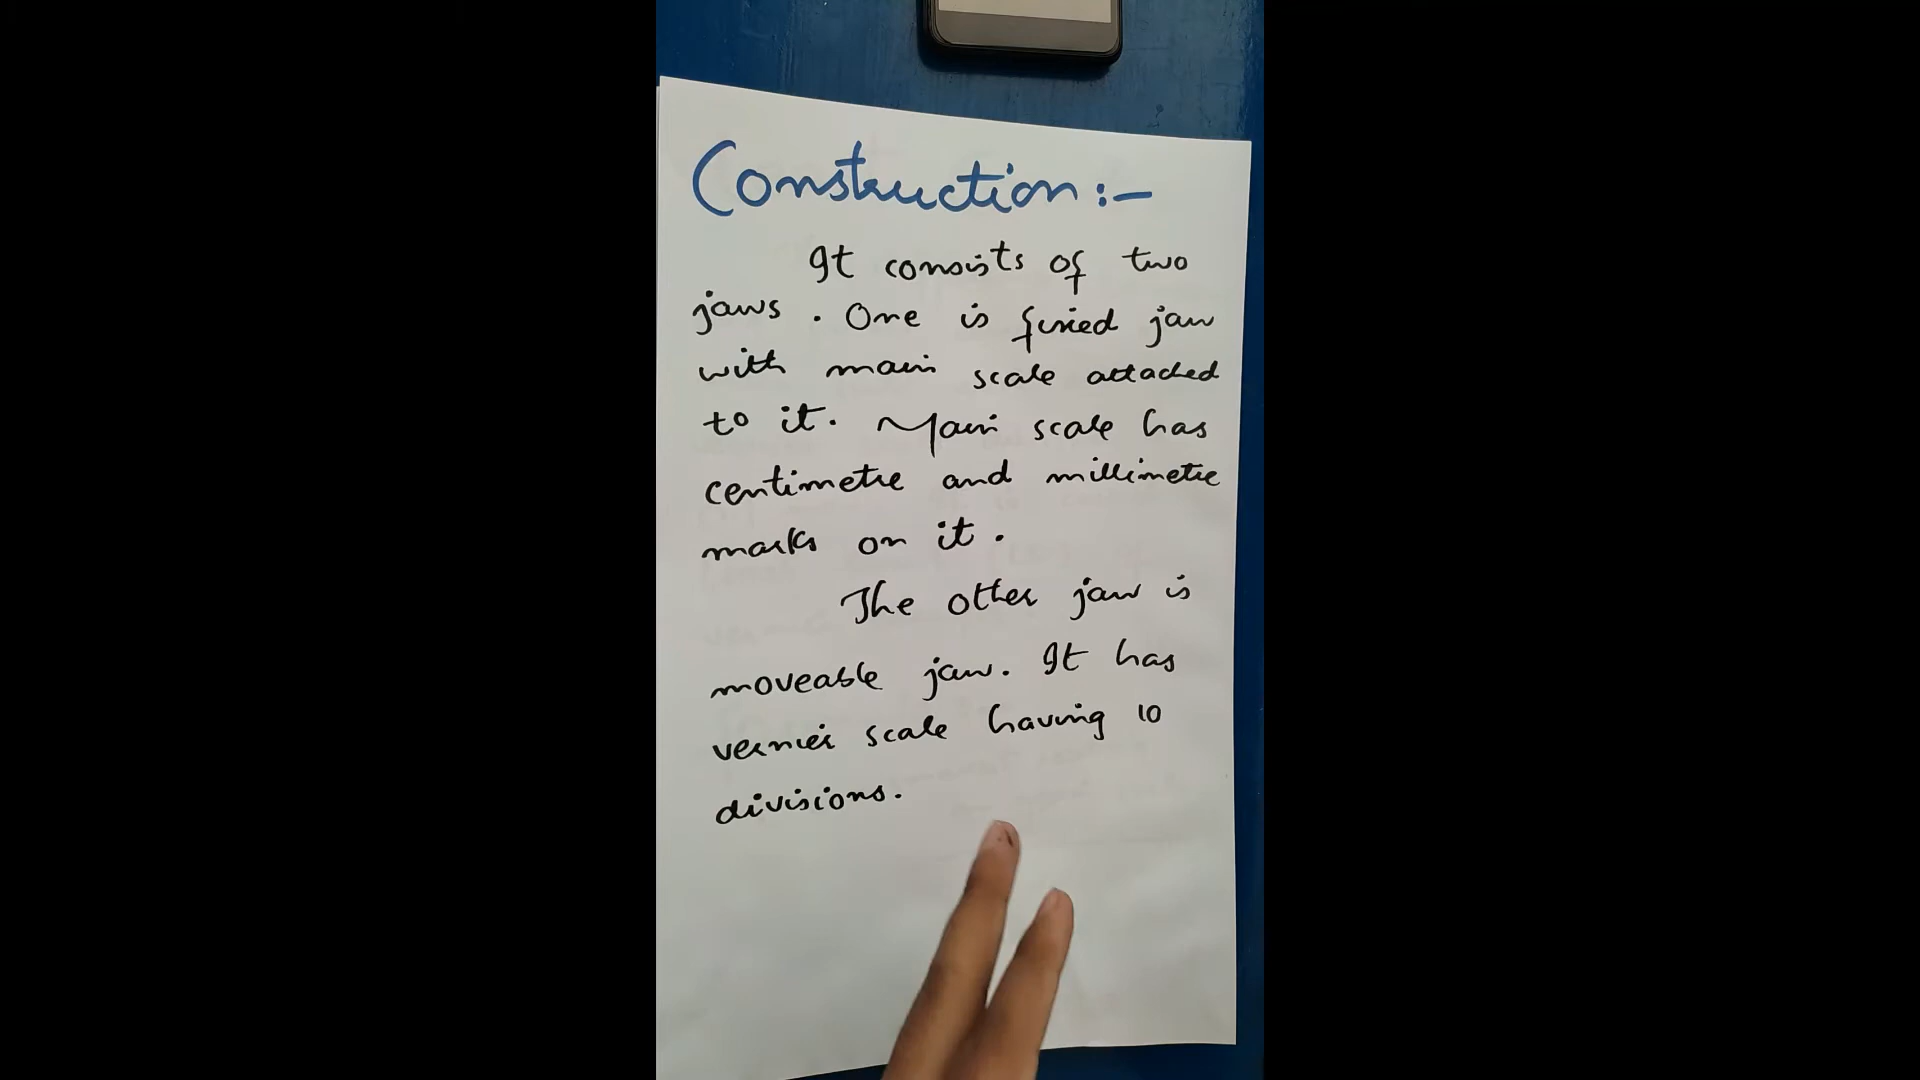 Construction:-
It consists of two
jaws. One is fixed jaw
with main scale attached
to it. Main scale has
centimetre and millimetre
marks on it.
The other jaw is
moveable jaw. It has
vernier scale having 10
divisions.